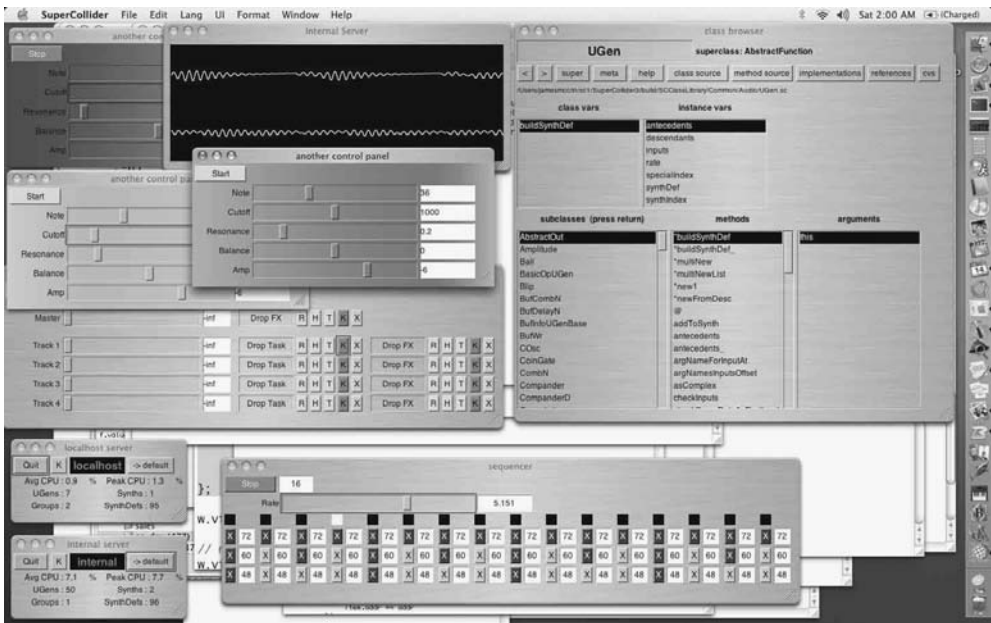 SuperCollider File Edit Lang UI Format Window Help Sat 2:00 AM (Charged)
another con
Stop
Note
Cutoff
Resonance
Balance
Amp
Internal Server
another control panel
Start
Note 36
Cutoff 1000
Resonance 0.2
Balance 0
Amp -6
another control pa
Start
Note
Cutoff
Resonance
Balance
Amp -6
Master -inf Drop FX R H T K X
Track 1 -inf Drop Task R H T K X Drop FX R H T K X
Track 2 -inf Drop Task R H T K X Drop FX R H T K X
Track 3 -inf Drop Task R H T K X Drop FX R H T K X
Track 4 -inf Drop Task R H T K X Drop FX R H T K X
class browser
UGen superclass: AbstractFunction
< > super meta help class source method source implementations references cvs
class vars instance vars
buildSynthDef antecedents
descendants
inputs
rate
specialIndex
synthDef
synthIndex
subclasses (press return) methods arguments
AbstractOut *buildSynthDef this
Amplitude *buildSynthDef_
Ball *multiNew
BasicOpUGen *multiNewList
Blip *new1
BufCombN *newFromDesc
BufDelayN @
BufInfoUGenBase addToSynth
BufWr antecedents
COsc antecedents_
CoinGate argNameForInputAt
CombN argNamesInputsOffset
Compander asComplex
CompanderD checkInputs
localhost server
Quit K localhost -> default
Avg CPU : 0.9 % Peak CPU : 1.3 %
UGens : 7 Synths : 1
Groups : 2 SynthDefs : 95
internal server
Quit K internal -> default
Avg CPU : 7.1 % Peak CPU : 7.7 %
UGens : 50 Synths : 2
Groups : 1 SynthDefs : 96
};
W.V
//
W.V
sequencer
Stop 16
Rate 5.151
X 72 X 72 X 72 X 72 X 72 X 72 X 72 X 72 X 72 X 72 X 72 X 72 X 72 X 72 X 72 X 72
X 60 X 60 X 60 X 60 X 60 X 60 X 60 X 60 X 60 X 60 X 60 X 60 X 60 X 60 X 60 X 60
X 48 X 48 X 48 X 48 X 48 X 48 X 48 X 48 X 48 X 48 X 48 X 48 X 48 X 48 X 48 X 48